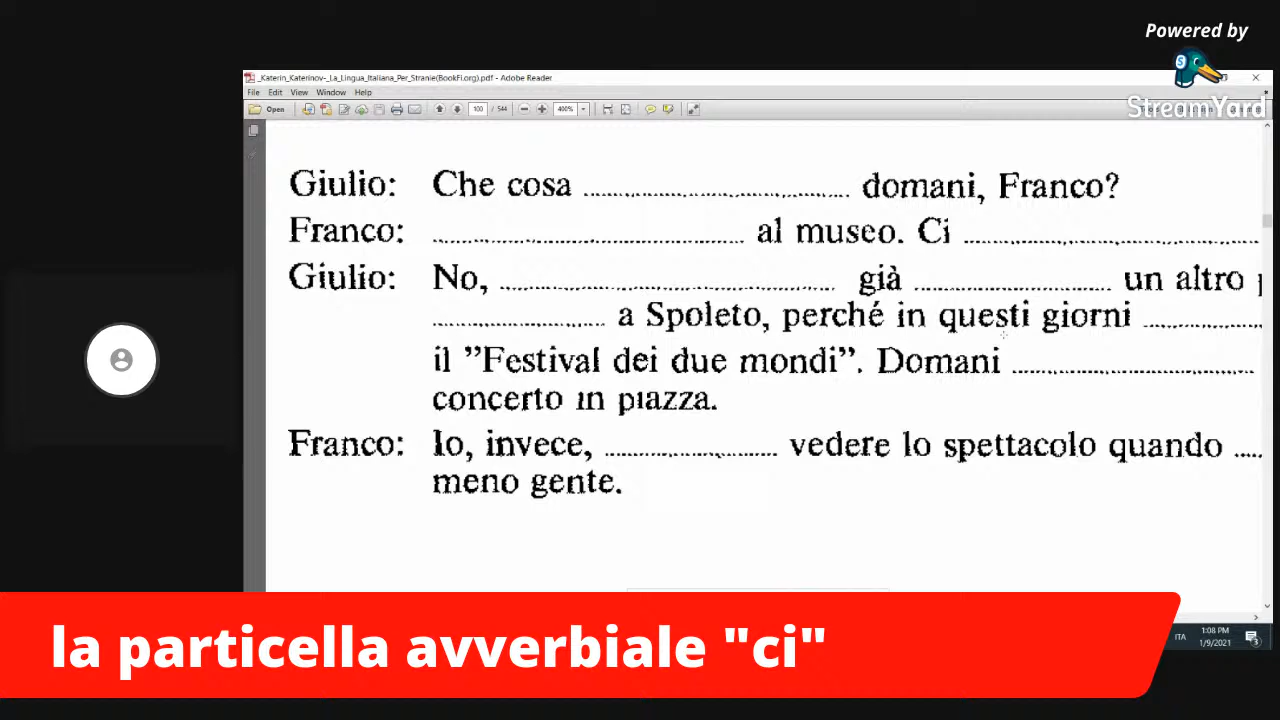 Powered by
StreamYard
_Katerin_Katerinov-_La_Lingua_Italiana_Per_Stranie(BookFi.org).pdf - Adobe Reader
File Edit View Window Help
Open 100 / 544 400%
Giulio: Che cosa .......... domani, Franco?
Franco: .......... al museo. Ci ..........
Giulio: No, .......... già .......... un altro
.......... a Spoleto, perché in questi giorni ..........
il ”Festival dei due mondi”. Domani ..........
concerto in piazza.
Franco: Io, invece, .......... vedere lo spettacolo quando ....
meno gente.
la particella avverbiale "ci"
ITA 1:08 PM
1/9/2021